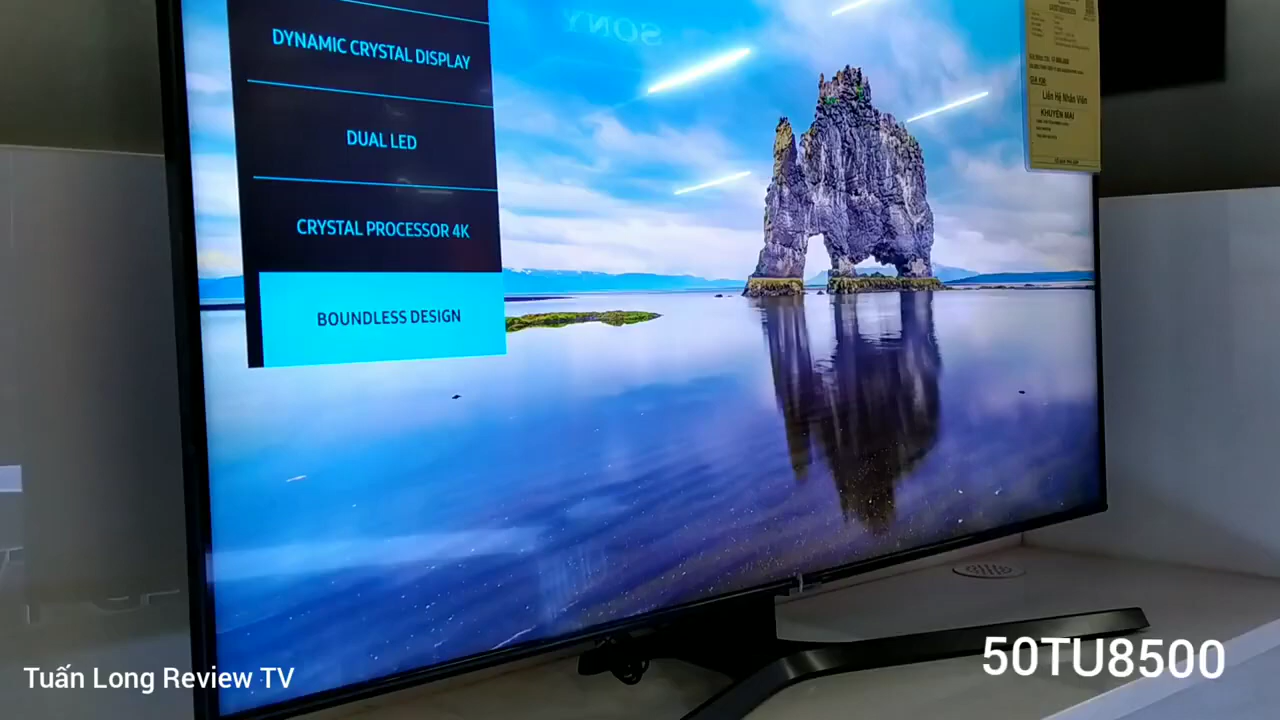 DYNAMIC CRYSTAL DISPLAY
DUAL LED
CRYSTAL PROCESSOR 4K
BOUNDLESS DESIGN
SONY
Liên Hệ Nhân Viên
KHUYẾN MẠI
50TU8500
Tuấn Long Review TV